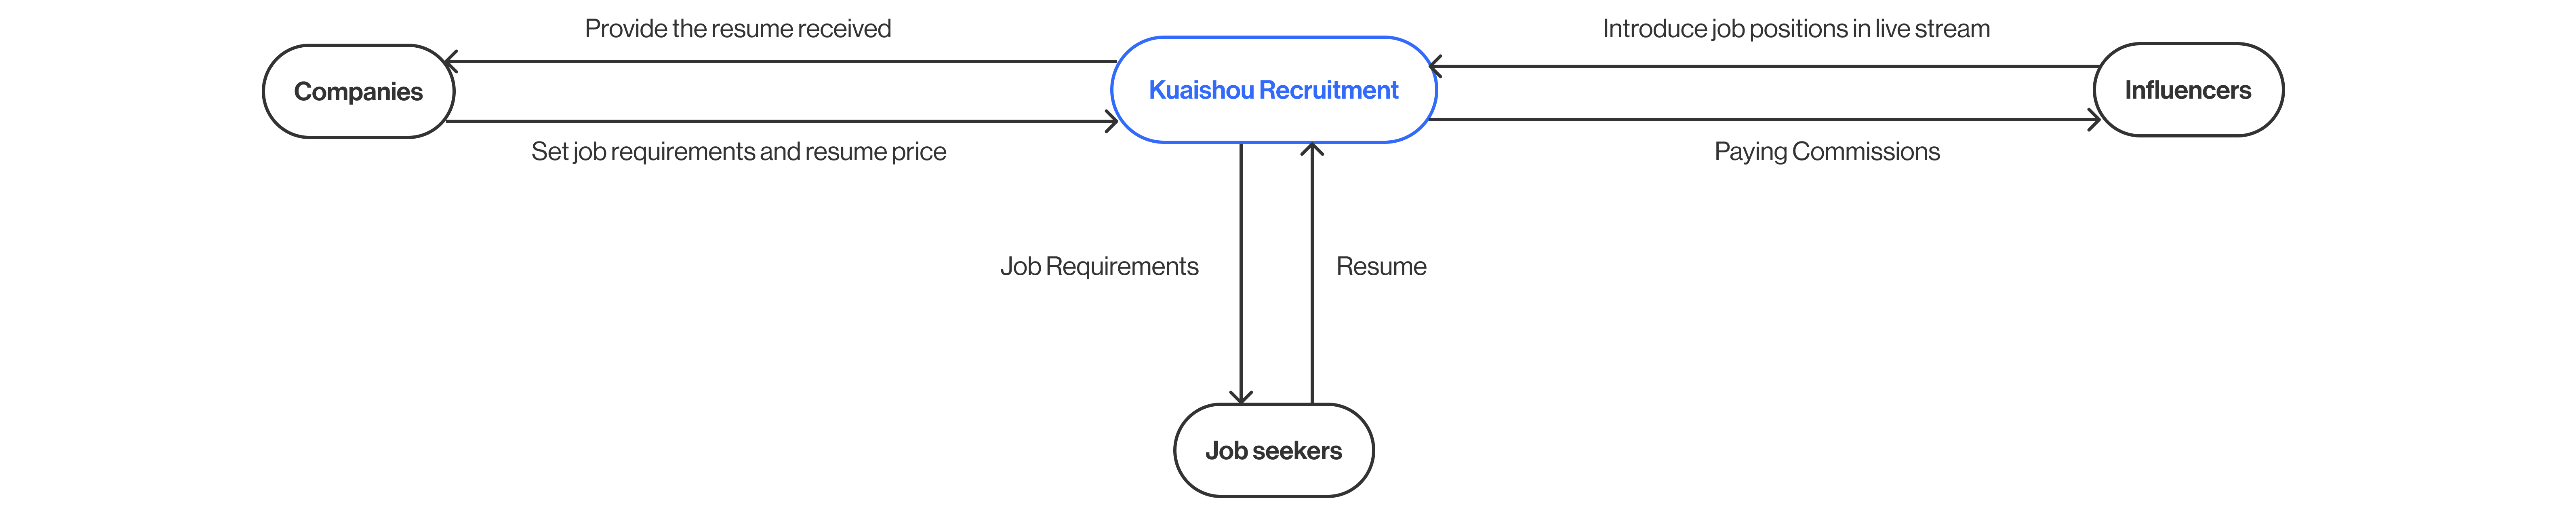 Provide the resume received
Introduce job positions in live stream
Companies
Kuaishou Recruitment
Influencers
Set job requirements and resume price
Paying Commissions
Job Requirements
Resume
Job seekers